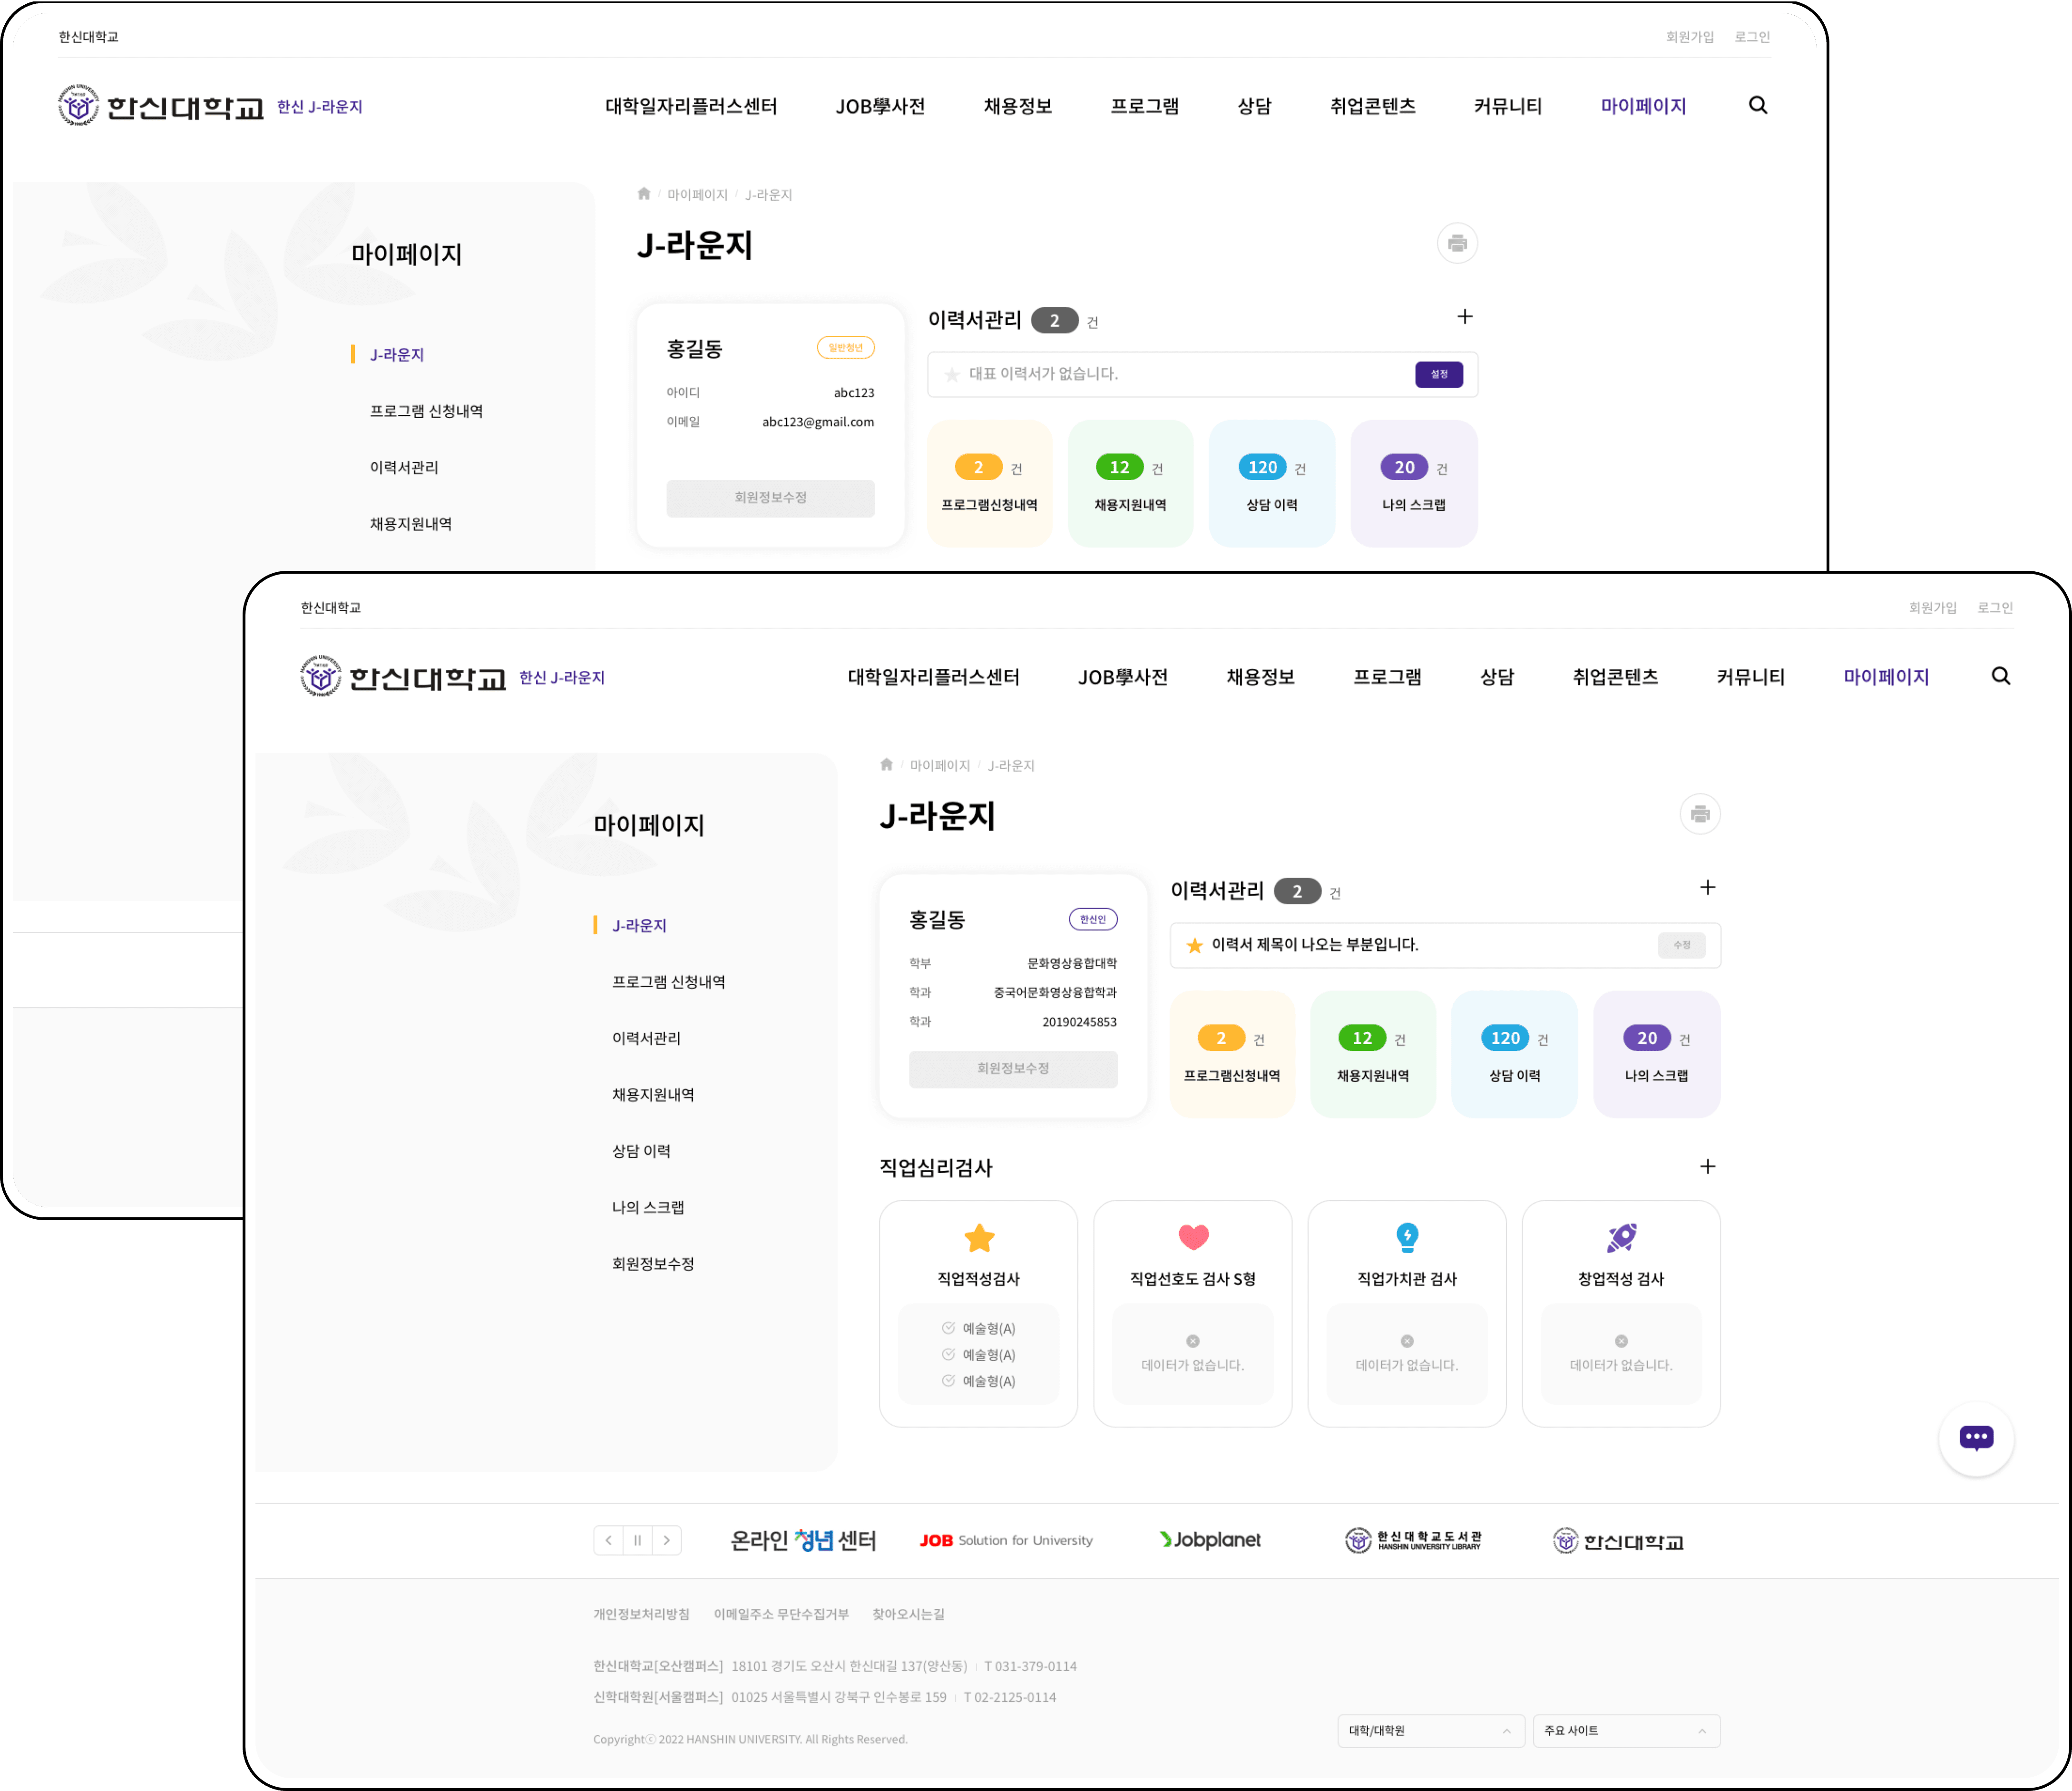 한신대학교
회원가입 로그인
한신대학교 한신 J-라운지
대학일자리플러스센터 JOB學사전 채용정보 프로그램 상담 취업콘텐츠 커뮤니티 마이페이지
마이페이지
J-라운지
프로그램 신청내역
이력서관리
채용지원내역
/ 마이페이지 / J-라운지
J-라운지
홍길동 일반청년
아이디 abc123
이메일 abc123@gmail.com
회원정보수정
이력서관리 2 건
대표 이력서가 없습니다. 설정
2 건
프로그램신청내역
12 건
채용지원내역
120 건
상담 이력
20 건
나의 스크랩
한신대학교
회원가입 로그인
한신대학교 한신 J-라운지
대학일자리플러스센터 JOB學사전 채용정보 프로그램 상담 취업콘텐츠 커뮤니티 마이페이지
마이페이지
J-라운지
프로그램 신청내역
이력서관리
채용지원내역
상담 이력
나의 스크랩
회원정보수정
/ 마이페이지 / J-라운지
J-라운지
홍길동 한신인
학부 문화영상융합대학
학과 중국어문화영상융합학과
학과 20190245853
회원정보수정
이력서관리 2 건
이력서 제목이 나오는 부분입니다. 수정
2 건
프로그램신청내역
12 건
채용지원내역
120 건
상담 이력
20 건
나의 스크랩
직업심리검사
직업적성검사
예술형(A)
예술형(A)
예술형(A)
직업선호도 검사 S형
데이터가 없습니다.
직업가치관 검사
데이터가 없습니다.
창업적성 검사
데이터가 없습니다.
온라인 청년 센터
JOB Solution for University
Jobplanet
한신대학교도서관
HANSHIN UNIVERSITY LIBRARY
한신대학교
개인정보처리방침 이메일주소 무단수집거부 찾아오시는길
한신대학교[오산캠퍼스] 18101 경기도 오산시 한신대길 137(양산동) T 031-379-0114
신학대학원[서울캠퍼스] 01025 서울특별시 강북구 인수봉로 159 T 02-2125-0114
Copyrightⓒ 2022 HANSHIN UNIVERSITY. All Rights Reserved.
대학/대학원
주요 사이트